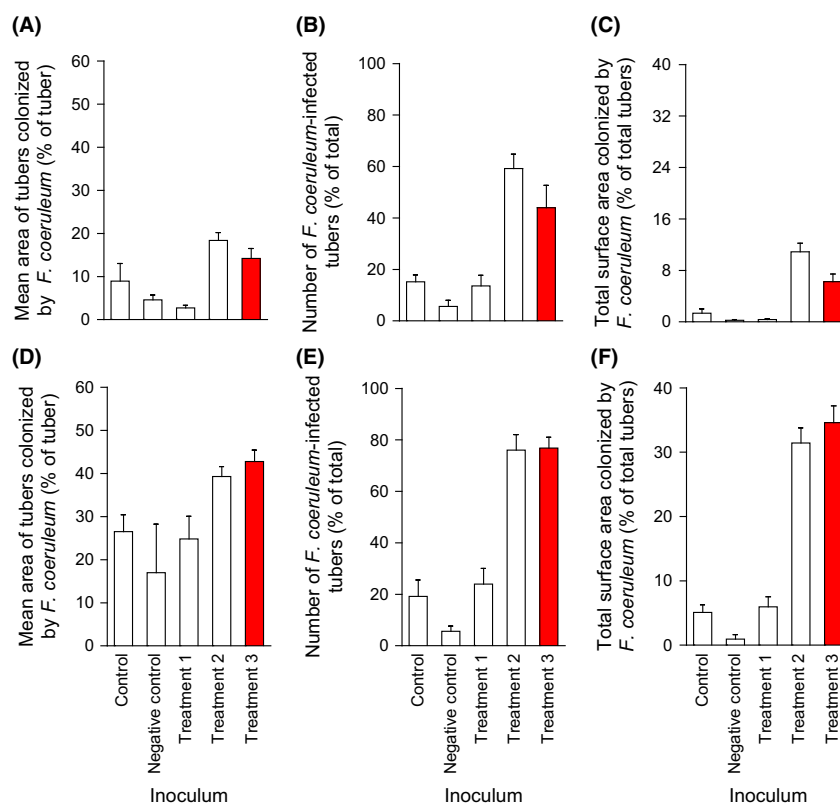 (A)
Mean area of tubers colonized
by F. coeruleum (% of tuber)
60
50
40
30
20
10
0
(B)
Number of F. coeruleum-infected
tubers (% of total)
100
80
60
40
20
0
(C)
Total surface area colonized by
F. coeruleum (% of total tubers)
40
32
24
16
8
0
(D)
Mean area of tubers colonized
by F. coeruleum (% of tuber)
60
50
40
30
20
10
0
Control
Negative control
Treatment 1
Treatment 2
Treatment 3
Inoculum
(E)
Number of F. coeruleum-infected
tubers (% of total)
100
80
60
40
20
0
Control
Negative control
Treatment 1
Treatment 2
Treatment 3
Inoculum
(F)
Total surface area colonized by
F. coeruleum (% of total tubers)
40
30
20
10
0
Control
Negative control
Treatment 1
Treatment 2
Treatment 3
Inoculum